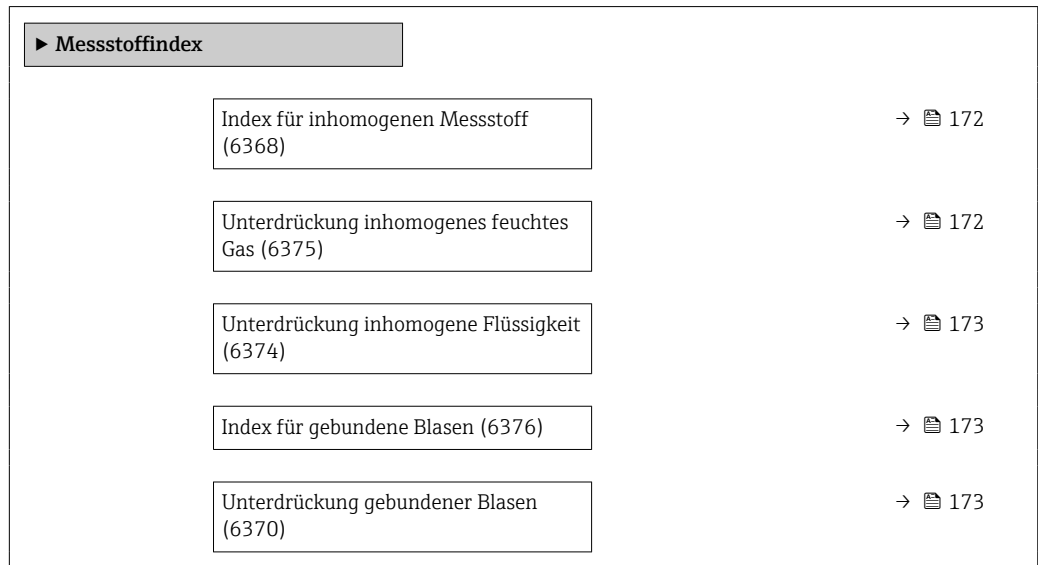 ▶ Messstoffindex
Index für inhomogenen Messstoff
(6368)
→ 172
Unterdrückung inhomogenes feuchtes
Gas (6375)
→ 172
Unterdrückung inhomogene Flüssigkeit
(6374)
→ 173
Index für gebundene Blasen (6376)
→ 173
Unterdrückung gebundener Blasen
(6370)
→ 173